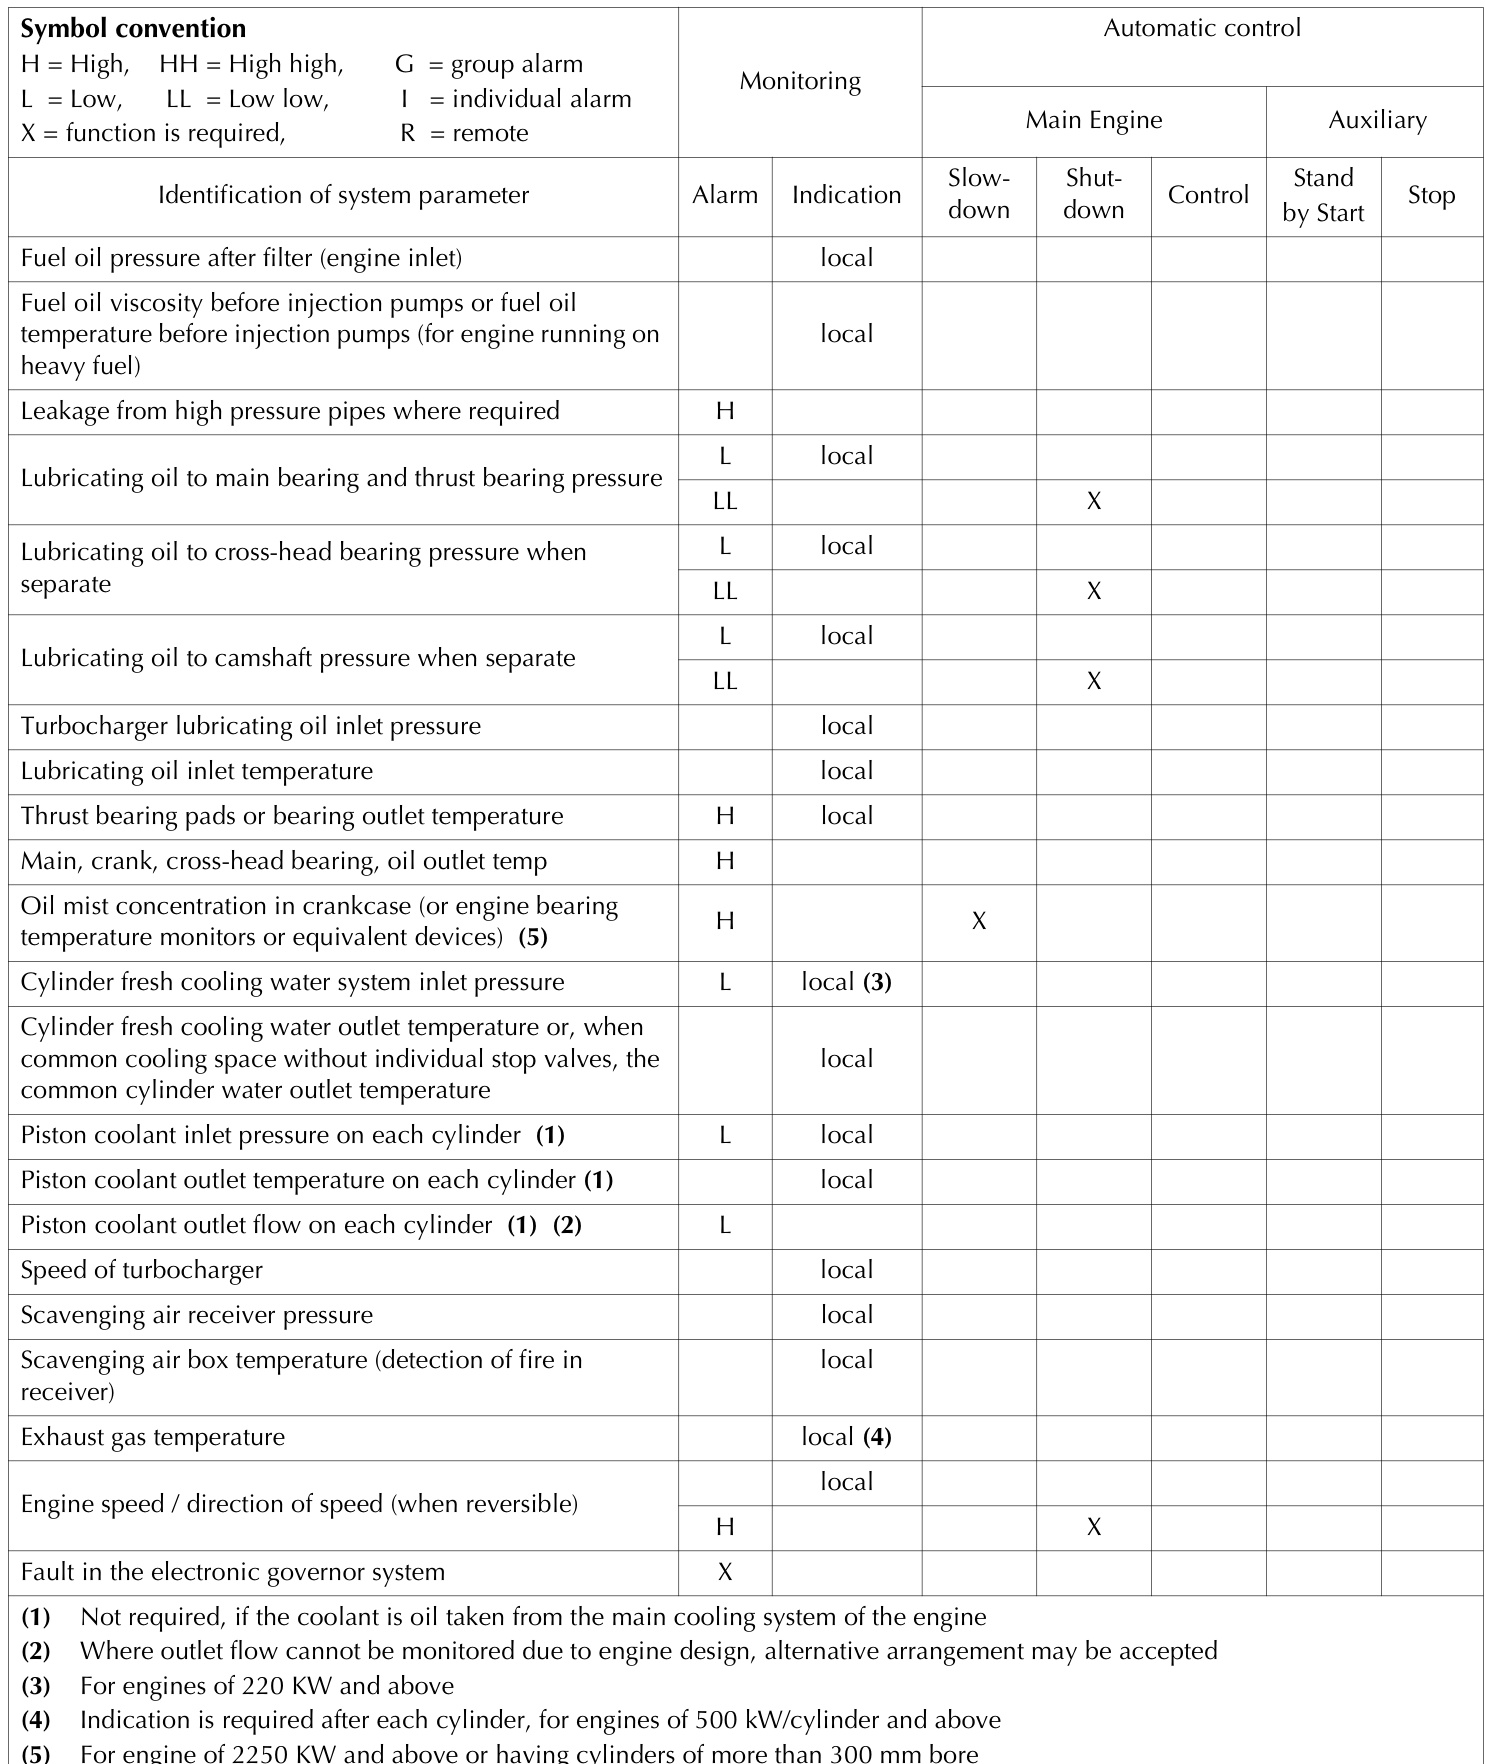 Symbol convention
H = High, HH = High high, G = group alarm
L = Low, LL = Low low, I = individual alarm
X = function is required, R = remote
Monitoring
Automatic control
Main Engine
Auxiliary
Identification of system parameter
Alarm
Indication
Slow-
down
Shut-
down
Control
Stand
by Start
Stop
Fuel oil pressure after filter (engine inlet)
local
Fuel oil viscosity before injection pumps or fuel oil
temperature before injection pumps (for engine running on
heavy fuel)
local
Leakage from high pressure pipes where required
H
Lubricating oil to main bearing and thrust bearing pressure
L
local
LL
X
Lubricating oil to cross-head bearing pressure when
separate
L
local
LL
X
Lubricating oil to camshaft pressure when separate
L
local
LL
X
Turbocharger lubricating oil inlet pressure
local
Lubricating oil inlet temperature
local
Thrust bearing pads or bearing outlet temperature
H
local
Main, crank, cross-head bearing, oil outlet temp
H
Oil mist concentration in crankcase (or engine bearing
temperature monitors or equivalent devices) (5)
H
X
Cylinder fresh cooling water system inlet pressure
L
local (3)
Cylinder fresh cooling water outlet temperature or, when
common cooling space without individual stop valves, the
common cylinder water outlet temperature
local
Piston coolant inlet pressure on each cylinder (1)
L
local
Piston coolant outlet temperature on each cylinder (1)
local
Piston coolant outlet flow on each cylinder (1) (2)
L
Speed of turbocharger
local
Scavenging air receiver pressure
local
Scavenging air box temperature (detection of fire in
receiver)
local
Exhaust gas temperature
local (4)
Engine speed / direction of speed (when reversible)
local
H
X
Fault in the electronic governor system
X
(1) Not required, if the coolant is oil taken from the main cooling system of the engine
(2) Where outlet flow cannot be monitored due to engine design, alternative arrangement may be accepted
(3) For engines of 220 KW and above
(4) Indication is required after each cylinder, for engines of 500 kW/cylinder and above
(5) For engine of 2250 KW and above or having cylinders of more than 300 mm bore